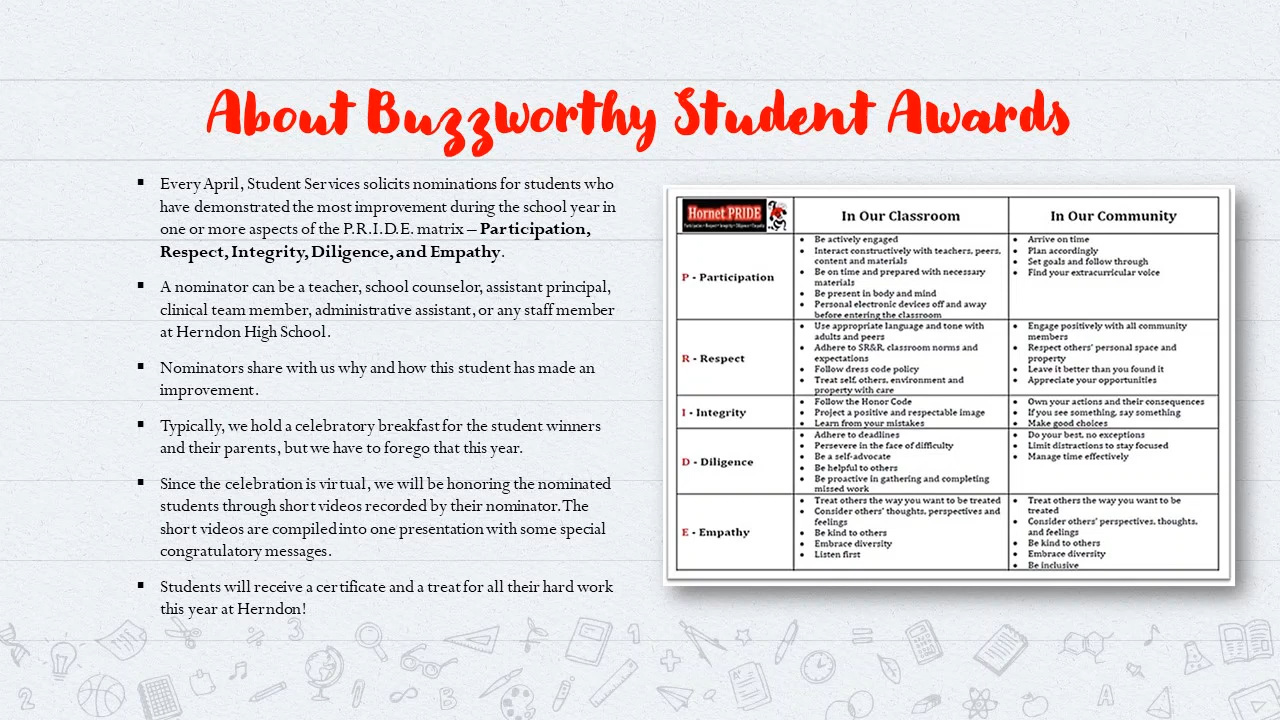 About Buzzworthy Student Awards
▪ Every April, Student Services solicits nominations for students who
have demonstrated the most improvement during the school year in
one or more aspects of the P.R.I.D.E. matrix – Participation,
Respect, Integrity, Diligence, and Empathy.
▪ A nominator can be a teacher, school counselor, assistant principal,
clinical team member, administrative assistant, or any staff member
at Herndon High School.
▪ Nominators share with us why and how this student has made an
improvement.
▪ Typically, we hold a celebratory breakfast for the student winners
and their parents, but we have to forego that this year.
▪ Since the celebration is virtual, we will be honoring the nominated
students through short videos recorded by their nominator. The
short videos are compiled into one presentation with some special
congratulatory messages.
▪ Students will receive a certificate and a treat for all their hard work
this year at Herndon!
Hornet PRIDE
In Our Classroom
In Our Community
P - Participation
• Be actively engaged
• Interact constructively with teachers, peers,
content and materials
• Be on time and prepared with necessary
materials
• Be present in body and mind
• Personal electronic devices off and away
before entering the classroom
• Arrive on time
• Plan accordingly
• Set goals and follow through
• Find your extracurricular voice
R - Respect
• Use appropriate language and tone with
adults and peers
• Adhere to SR&R, classroom norms and
expectations
• Follow dress code policy
• Treat self, others, environment and
property with care
• Engage positively with all community
members
• Respect others' personal space and
property
• Leave it better than you found it
• Appreciate your opportunities
I - Integrity
• Follow the Honor Code
• Project a positive and respectable image
• Learn from your mistakes
• Own your actions and their consequences
• If you see something, say something
• Make good choices
D - Diligence
• Adhere to deadlines
• Persevere in the face of difficulty
• Be a self-advocate
• Be helpful to others
• Be proactive in gathering and completing
missed work
• Do your best, no exceptions
• Limit distractions to stay focused
• Manage time effectively
E - Empathy
• Treat others the way you want to be treated
• Consider others' thoughts, perspectives and
feelings
• Be kind to others
• Embrace diversity
• Listen first
• Treat others the way you want to be
treated
• Consider others' perspectives, thoughts,
and feelings
• Be kind to others
• Embrace diversity
• Be inclusive